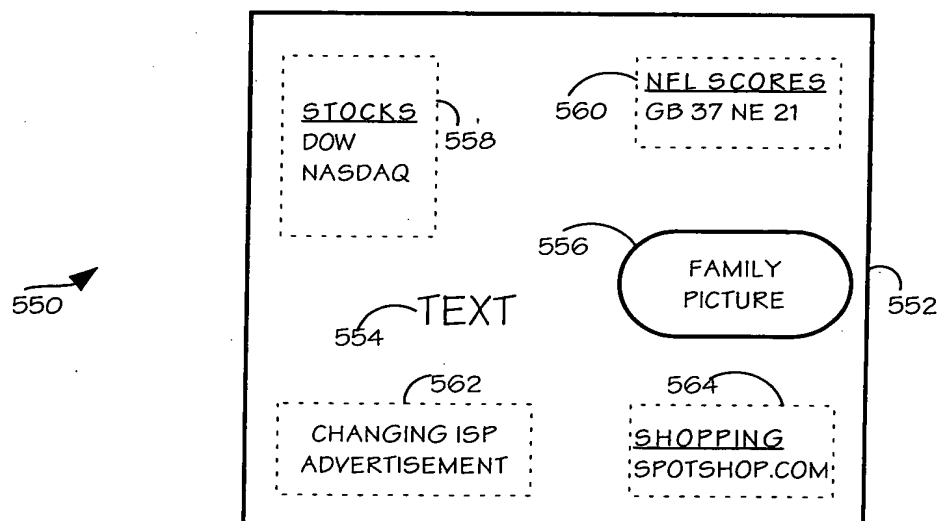 STOCKS
DOW
NASDAQ
558
560
NFL SCORES
GB 37 NE 21
556
FAMILY
PICTURE
550
552
554
TEXT
562
CHANGING ISP
ADVERTISEMENT
564
SHOPPING
SPOTSHOP.COM